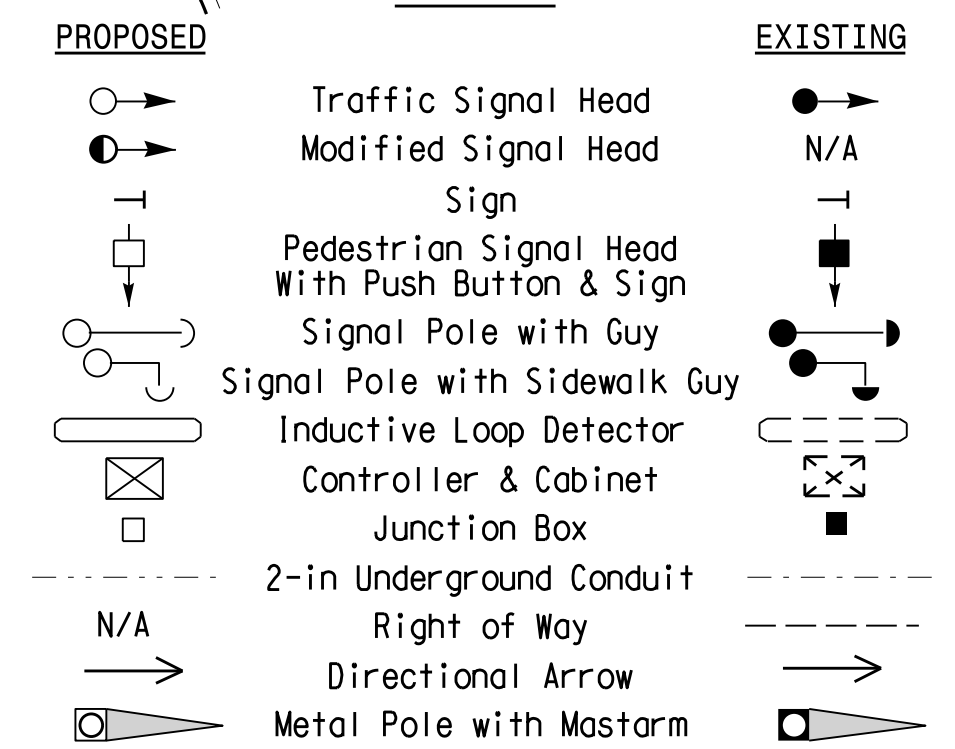 PROPOSED EXISTING
Traffic Signal Head
Modified Signal Head N/A
Sign
Pedestrian Signal Head
With Push Button & Sign
Signal Pole with Guy
Signal Pole with Sidewalk Guy
Inductive Loop Detector
Controller & Cabinet
Junction Box
2-in Underground Conduit
N/A Right of Way
Directional Arrow
Metal Pole with Mastarm